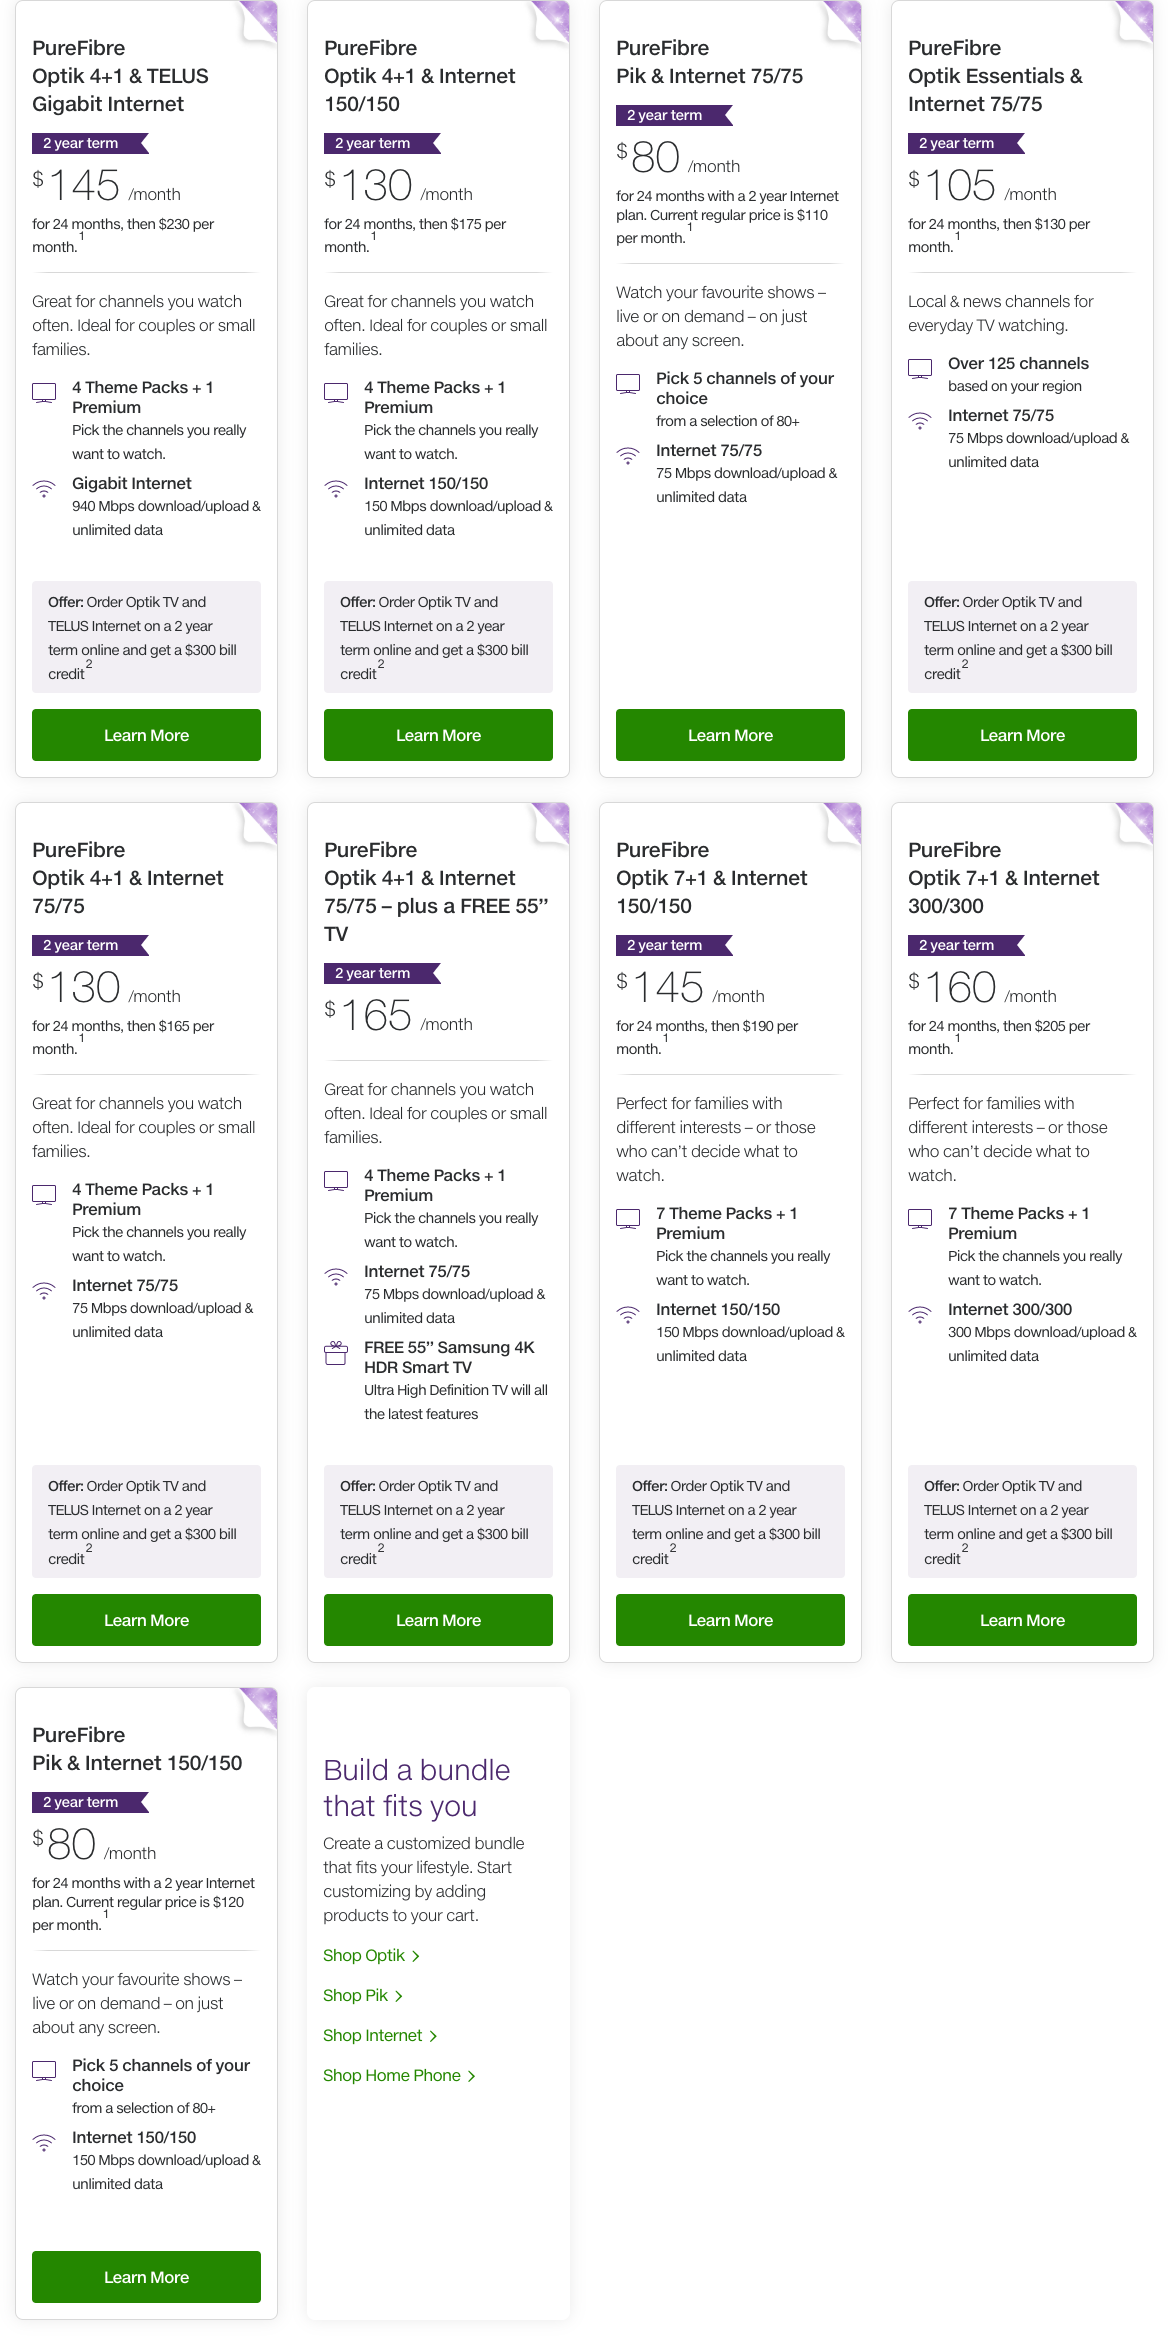 PureFibre
Optik 4+1 & TELUS
Gigabit Internet
2 year term
$145 /month
for 24 months, then $230 per
month.1
Great for channels you watch
often. Ideal for couples or small
families.
4 Theme Packs + 1
Premium
Pick the channels you really
want to watch.
Gigabit Internet
940 Mbps download/upload &
unlimited data
Offer: Order Optik TV and
TELUS Internet on a 2 year
term online and get a $300 bill
credit2
Learn More
PureFibre
Optik 4+1 & Internet
150/150
2 year term
$130 /month
for 24 months, then $175 per
month.1
Great for channels you watch
often. Ideal for couples or small
families.
4 Theme Packs + 1
Premium
Pick the channels you really
want to watch.
Internet 150/150
150 Mbps download/upload &
unlimited data
Offer: Order Optik TV and
TELUS Internet on a 2 year
term online and get a $300 bill
credit2
Learn More
PureFibre
Pik & Internet 75/75
2 year term
$80 /month
for 24 months with a 2 year Internet
plan. Current regular price is $110
per month.1
Watch your favourite shows –
live or on demand – on just
about any screen.
Pick 5 channels of your
choice
from a selection of 80+
Internet 75/75
75 Mbps download/upload &
unlimited data
Learn More
PureFibre
Optik Essentials &
Internet 75/75
2 year term
$105 /month
for 24 months, then $130 per
month.1
Local & news channels for
everyday TV watching.
Over 125 channels
based on your region
Internet 75/75
75 Mbps download/upload &
unlimited data
Offer: Order Optik TV and
TELUS Internet on a 2 year
term online and get a $300 bill
credit2
Learn More
PureFibre
Optik 4+1 & Internet
75/75
2 year term
$130 /month
for 24 months, then $165 per
month.1
Great for channels you watch
often. Ideal for couples or small
families.
4 Theme Packs + 1
Premium
Pick the channels you really
want to watch.
Internet 75/75
75 Mbps download/upload &
unlimited data
Offer: Order Optik TV and
TELUS Internet on a 2 year
term online and get a $300 bill
credit2
Learn More
PureFibre
Optik 4+1 & Internet
75/75 – plus a FREE 55”
TV
2 year term
$165 /month
Great for channels you watch
often. Ideal for couples or small
families.
4 Theme Packs + 1
Premium
Pick the channels you really
want to watch.
Internet 75/75
75 Mbps download/upload &
unlimited data
FREE 55” Samsung 4K
HDR Smart TV
Ultra High Definition TV will all
the latest features
Offer: Order Optik TV and
TELUS Internet on a 2 year
term online and get a $300 bill
credit2
Learn More
PureFibre
Optik 7+1 & Internet
150/150
2 year term
$145 /month
for 24 months, then $190 per
month.1
Perfect for families with
different interests – or those
who can't decide what to
watch.
7 Theme Packs + 1
Premium
Pick the channels you really
want to watch.
Internet 150/150
150 Mbps download/upload &
unlimited data
Offer: Order Optik TV and
TELUS Internet on a 2 year
term online and get a $300 bill
credit2
Learn More
PureFibre
Optik 7+1 & Internet
300/300
2 year term
$160 /month
for 24 months, then $205 per
month.1
Perfect for families with
different interests – or those
who can't decide what to
watch.
7 Theme Packs + 1
Premium
Pick the channels you really
want to watch.
Internet 300/300
300 Mbps download/upload &
unlimited data
Offer: Order Optik TV and
TELUS Internet on a 2 year
term online and get a $300 bill
credit2
Learn More
PureFibre
Pik & Internet 150/150
2 year term
$80 /month
for 24 months with a 2 year Internet
plan. Current regular price is $120
per month.1
Watch your favourite shows –
live or on demand – on just
about any screen.
Pick 5 channels of your
choice
from a selection of 80+
Internet 150/150
150 Mbps download/upload &
unlimited data
Learn More
Build a bundle
that fits you
Create a customized bundle
that fits your lifestyle. Start
customizing by adding
products to your cart.
Shop Optik >
Shop Pik >
Shop Internet >
Shop Home Phone >